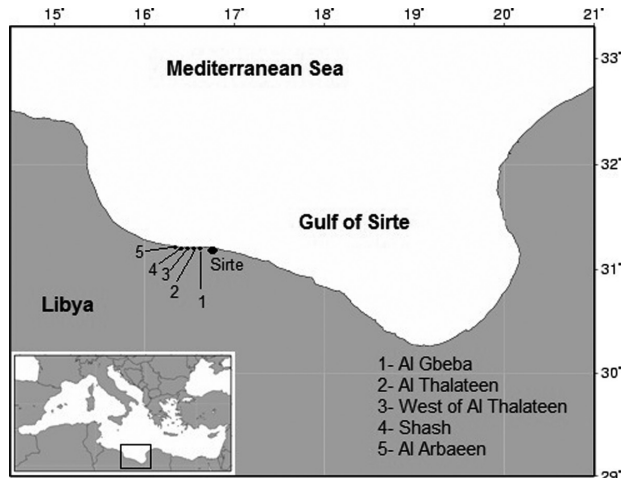 15° 16° 17° 18° 19° 20° 21°
Mediterranean Sea
33°
32°
Gulf of Sirte
5 4 3 2 1 Sirte
31°
Libya
1- Al Gbeba
2- Al Thalateen
30°
3- West of Al Thalateen
4- Shash
5- Al Arbaeen
29°